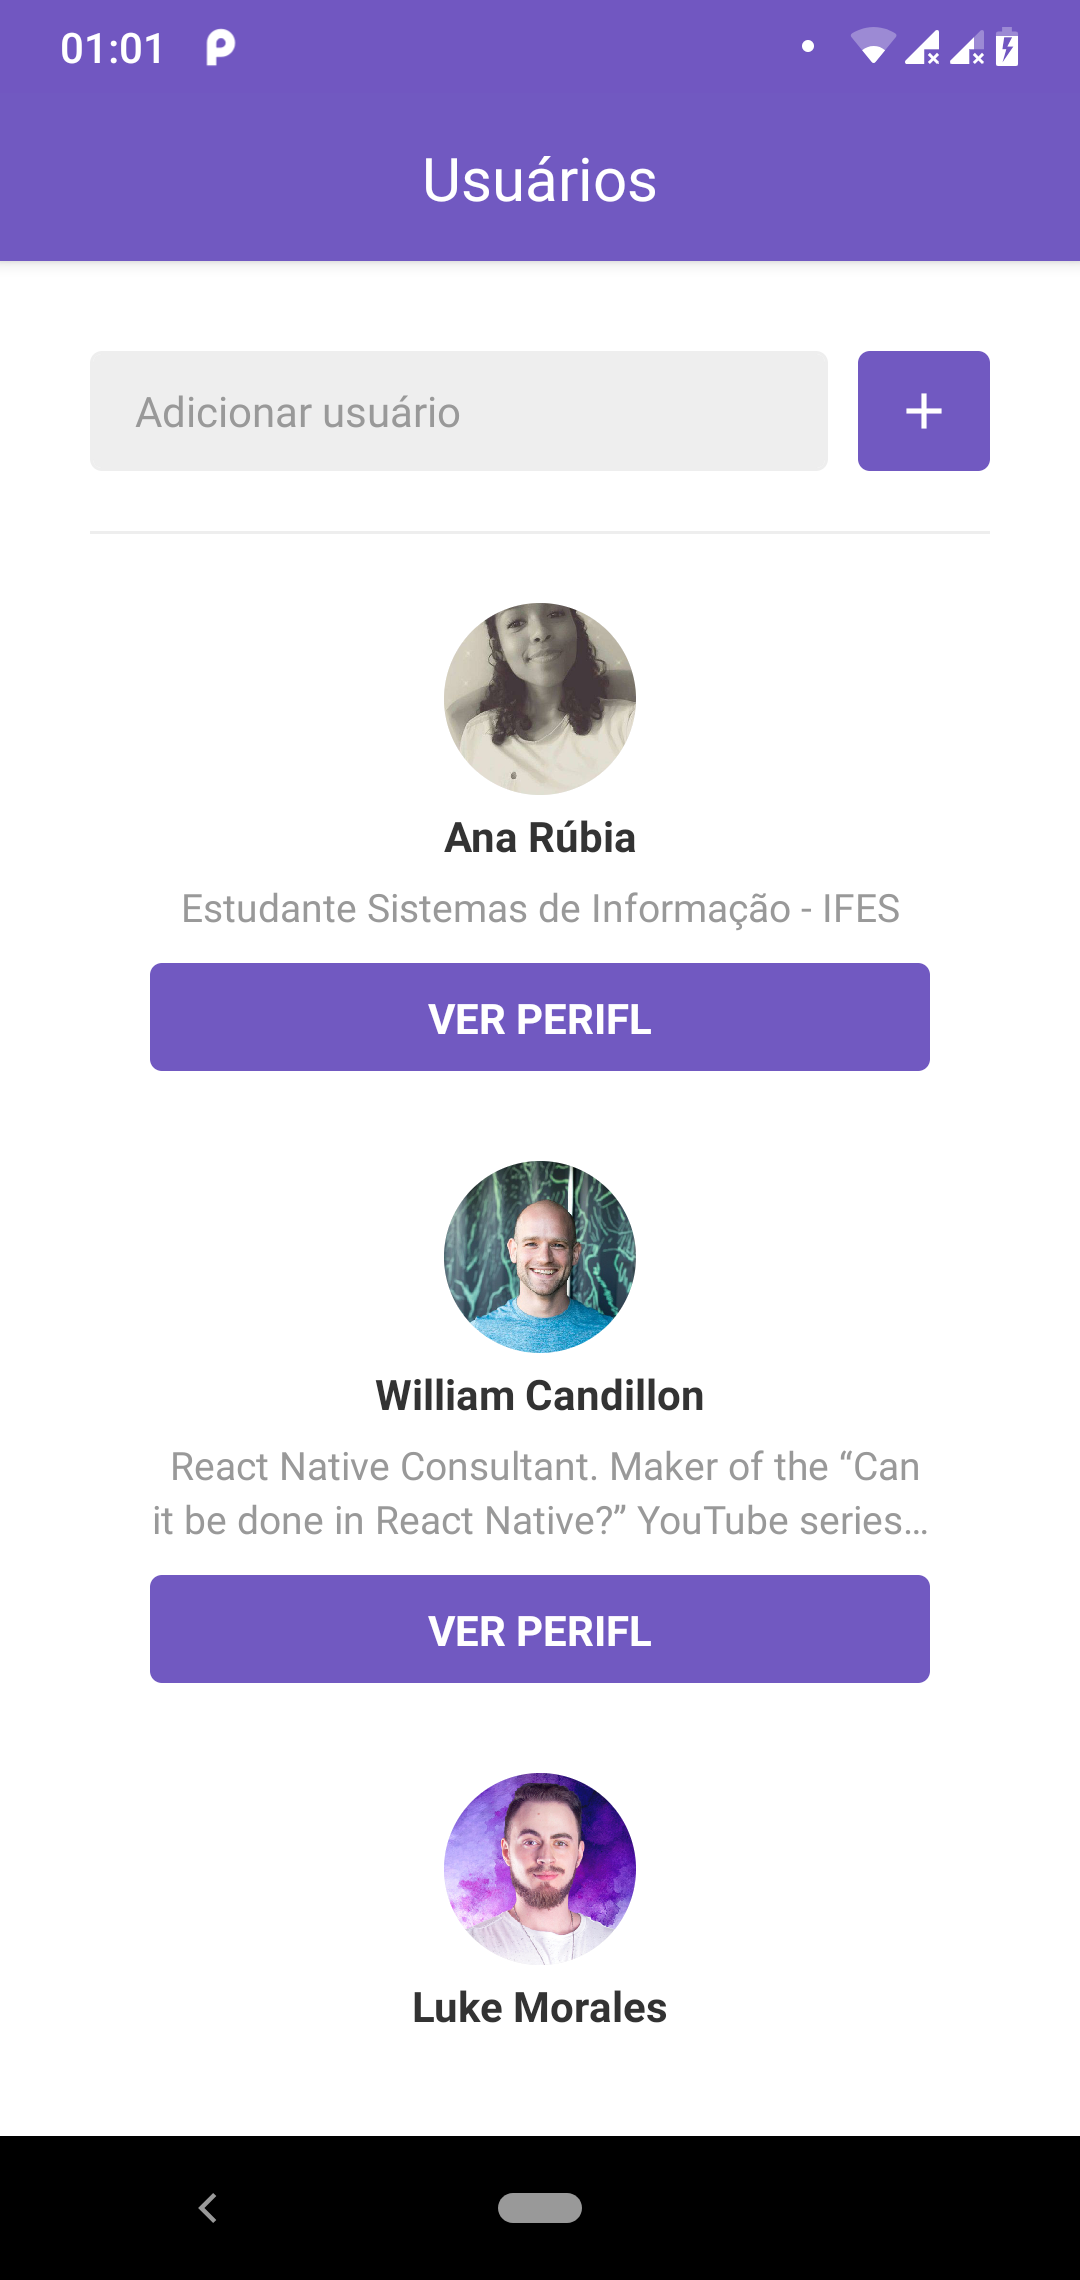 01:01
Usuários
Adicionar usuário
+
Ana Rúbia
Estudante Sistemas de Informação - IFES
VER PERIFL
William Candillon
React Native Consultant. Maker of the “Can
it be done in React Native?” YouTube series…
VER PERIFL
Luke Morales